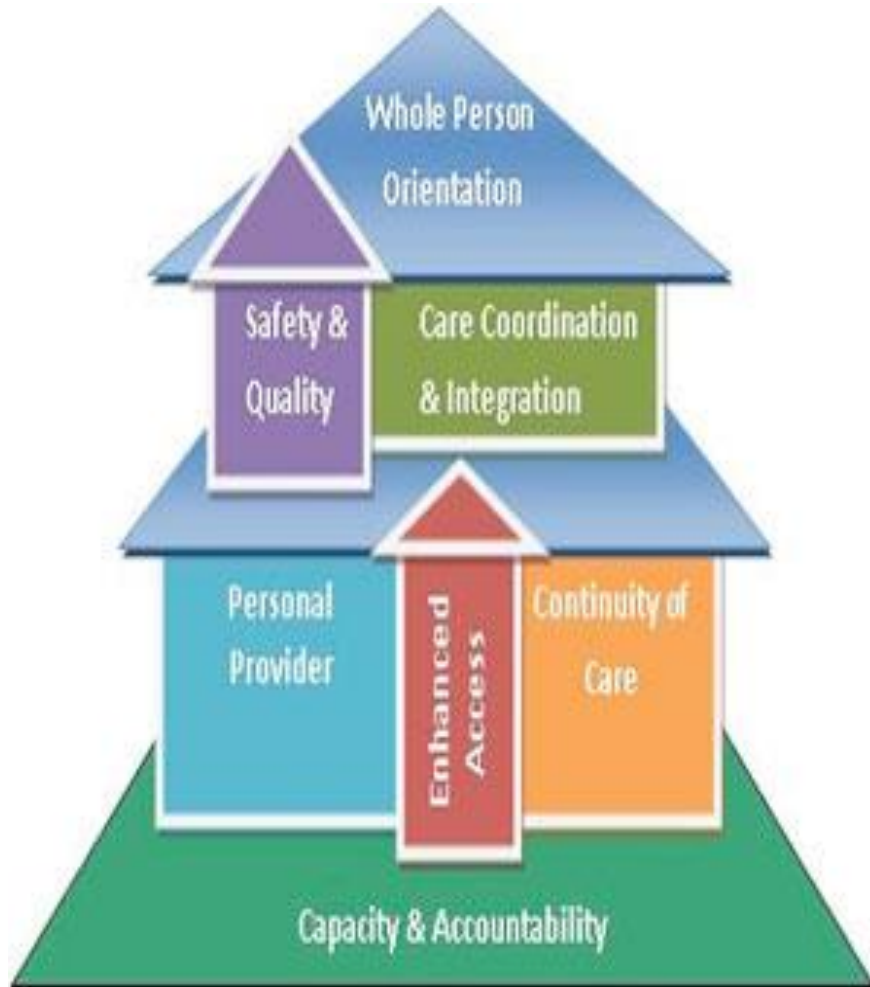 Whole Person
Orientation
Safety &
Quality
Care Coordination
& Integration
Personal
Provider
Enhanced
Access
Continuity of
Care
Capacity & Accountability